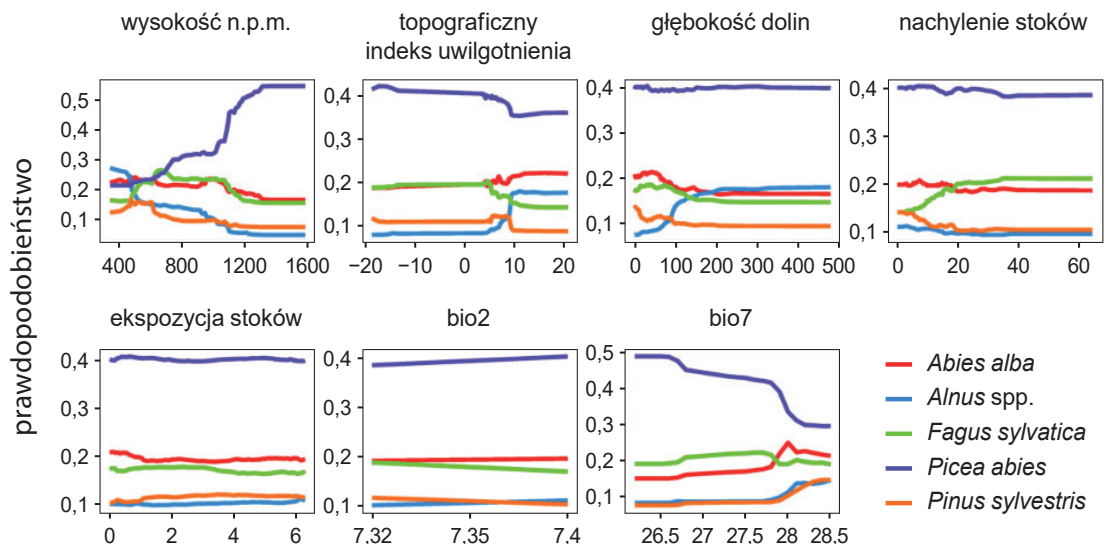 wysokość n.p.m.
topograficzny
indeks uwilgotnienia
głębokość dolin
nachylenie stoków
0,5
0,4
0,3
0,2
0,1
400 800 1200 1600
0,4
0,3
0,2
0,1
−20 −10 0 10 20
0,4
0,3
0,2
0,1
0 100 200 300 400 500
0,4
0,3
0,2
0,1
0 20 40 60
prawdopodobieństwo
ekspozycja stoków
bio2
bio7
0,4
0,3
0,2
0,1
0 2 4 6
0,4
0,3
0,2
0,1
7,32 7,35 7,4
0,5
0,4
0,3
0,2
0,1
26,5 27 27,5 28 28,5
Abies alba
Alnus spp.
Fagus sylvatica
Picea abies
Pinus sylvestris